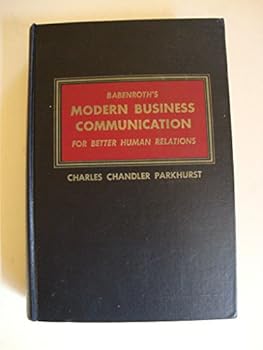 BABENROTH'S
MODERN BUSINESS
COMMUNICATION
FOR BETTER HUMAN RELATIONS
CHARLES CHANDLER PARKHURST